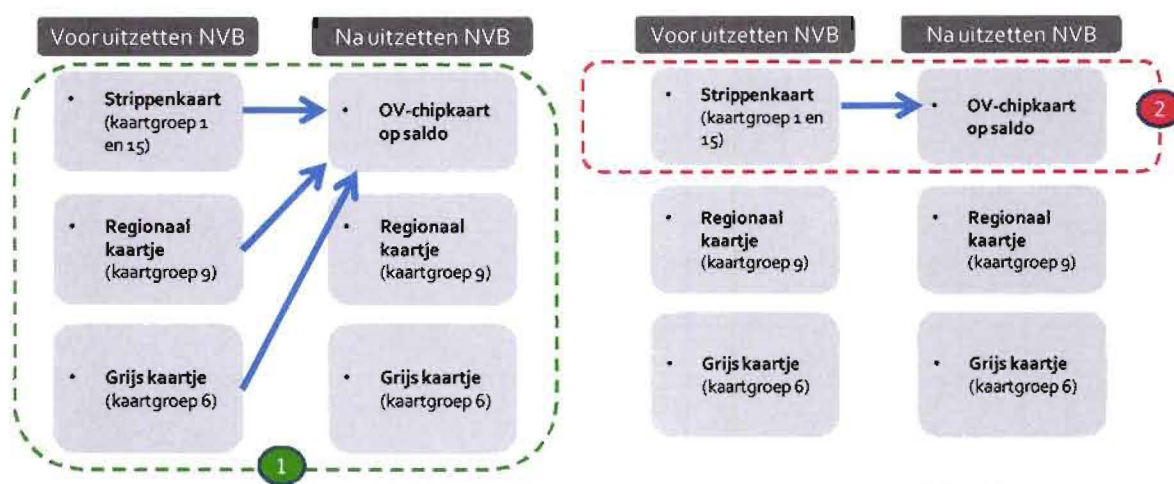 Voor uitzetten NVB
Na uitzetten NVB
• Strippenkaart
(kaartgroep 1
en 15)
• OV-chipkaart
op saldo
• Regionaal
kaartje
(kaartgroep 9)
• Regionaal
kaartje
(kaartgroep 9)
• Grijs kaartje
(kaartgroep 6)
• Grijs kaartje
(kaartgroep 6)
1
Voor uitzetten NVB
Na uitzetten NVB
• Strippenkaart
(kaartgroep 1 en
15)
• OV-chipkaart
op saldo
2
• Regionaal
kaartje
(kaartgroep 9)
• Regionaal
kaartje
(kaartgroep 9)
• Grijs kaartje
(kaartgroep 6)
• Grijs kaartje
(kaartgroep 6)